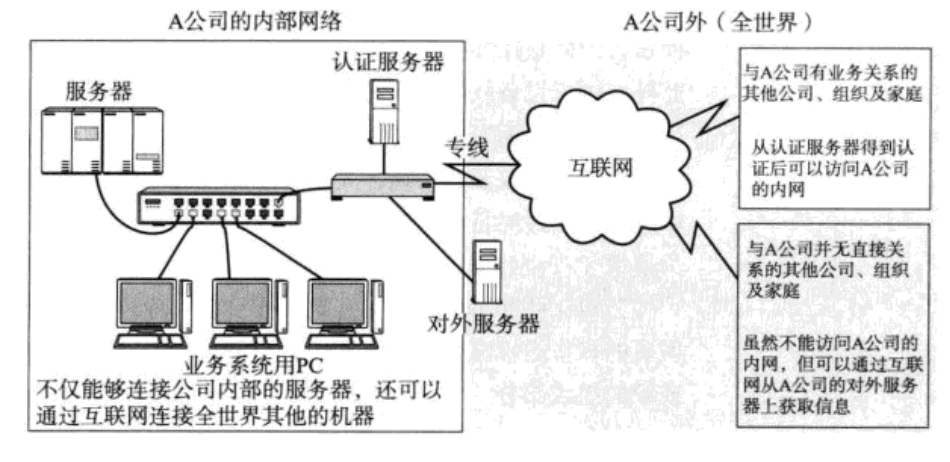 A公司的内部网络
A公司外（全世界）
认证服务器
服务器
专线
互联网
与A公司有业务关系的
其他公司、组织及家庭
从认证服务器得到认
证后可以访问A公司
的内网
与A公司并无直接关
系的其他公司、组织
及家庭
虽然不能访问A公司的
内网，但可以通过互联
网从A公司的对外服务
器上获取信息
对外服务器
业务系统用PC
不仅能够连接公司内部的服务器，还可以
通过互联网连接全世界其他的机器